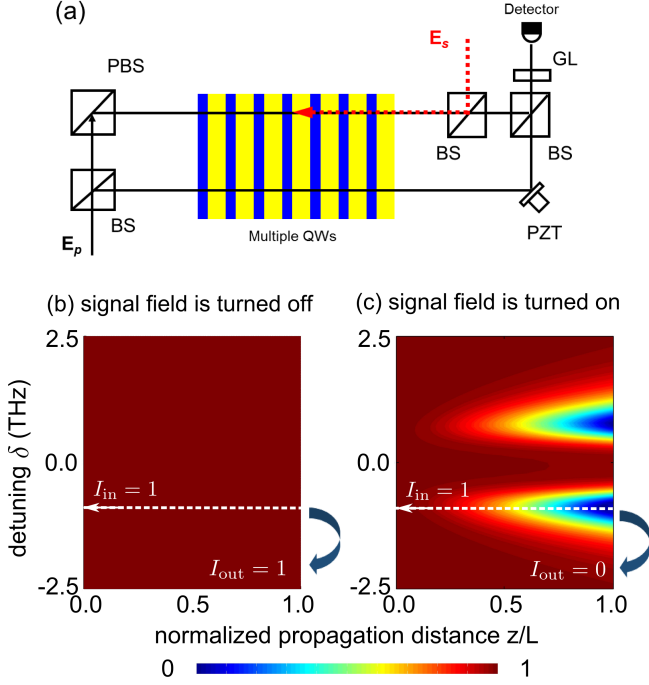 (a)
Detector
E_s
GL
PBS
BS
BS
Multiple QWs
BS
PZT
E_p
(b) signal field is turned off
(c) signal field is turned on
detuning δ (THz)
2.5
0.0
-2.5
I_in = 1
I_out = 1
0.0
0.5
1.0
2.5
0.0
-2.5
I_in = 1
I_out = 0
0.0
0.5
1.0
normalized propagation distance z/L
0
1